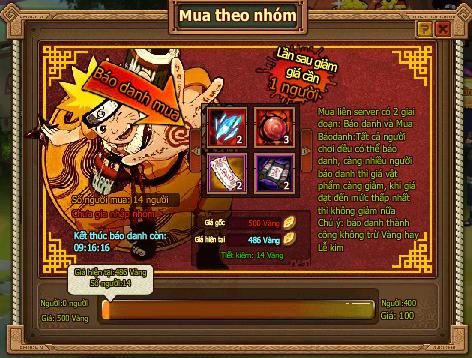 Mua theo nhóm
?
Báo danh mua
Lần sau giảm
giá cần
1 người
2
3
2
2
Mua liên server có 2 giai
đoạn: Báo danh và Mua
Báodanh:Tất cả người
chơi đều có thể báo
danh, càng nhiều người
báo danh thì giá vật
phẩm càng giảm, khi giá
đạt đến mức thấp nhất
thì không giảm nữa
Chú ý: báo danh thành
công không trừ Vàng hay
Lễ kim
Số người mua: 14 người
Chưa gia nhập nhóm
Kết thúc báo danh còn:
09:16:16
Giá gốc 500 Vàng
Giá hiện tại 486 Vàng
Tiết kiệm: 14 Vàng
Giá hiện tại:486 Vàng
Số người:14
Người:0 người
Giá: 500 Vàng
Người:400
Giá: 100